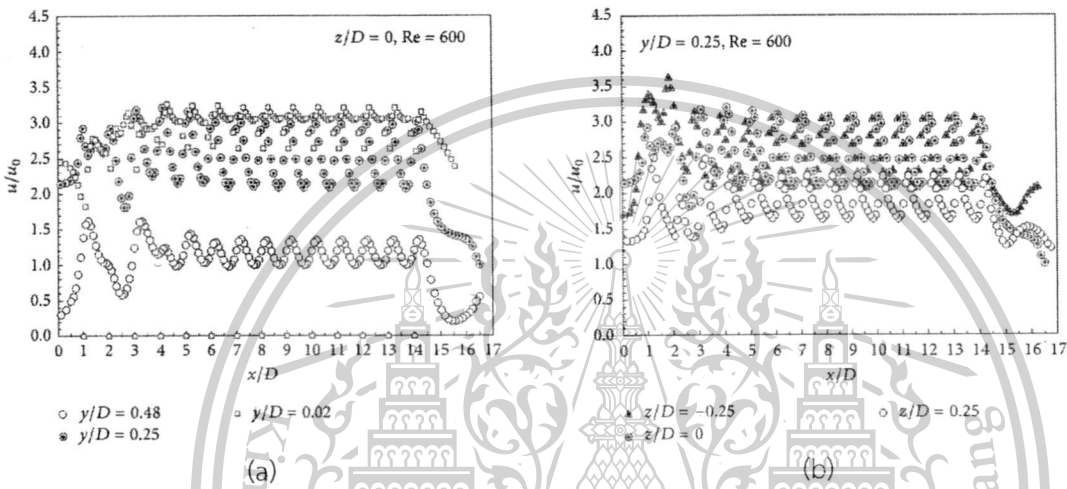 4.5
4.0
3.5
3.0
2.5
2.0
1.5
1.0
0.5
0.0
u/u₀
z/D = 0, Re = 600
0 1 2 3 4 5 6 7 8 9 10 11 12 13 14 15 16 17
x/D
y/D = 0.48
y/D = 0.25
y/D = 0.02
(a)
4.5
4.0
3.5
3.0
2.5
2.0
1.5
1.0
0.5
0.0
u/u₀
y/D = 0.25, Re = 600
0 1 2 3 4 5 6 7 8 9 10 11 12 13 14 15 16 17
x/D
z/D = −0.25
z/D = 0
z/D = 0.25
(b)